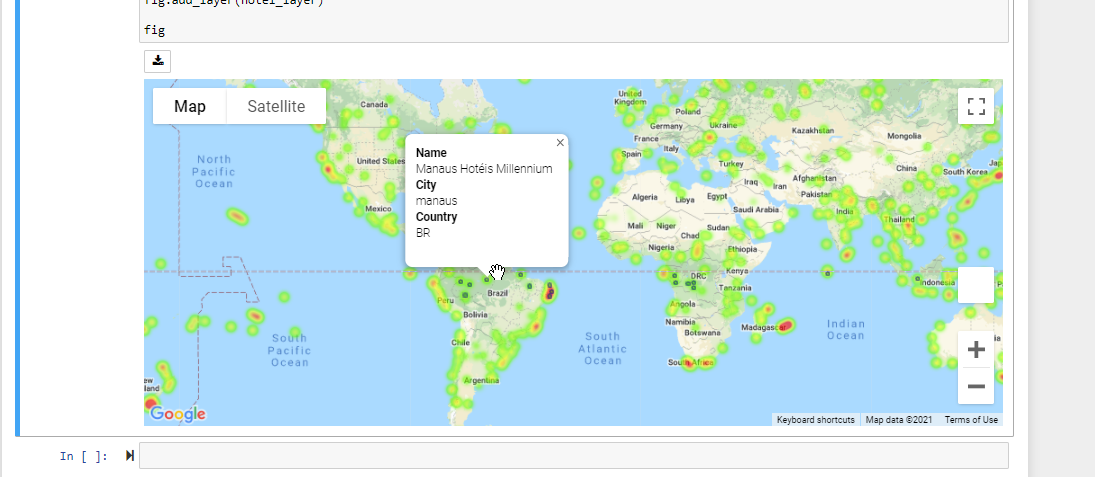 fig.add_layer(hotel_layer)
fig
Map
Satellite
Canada
United
Kingdom
Poland
Germany
Ukraine
Kazakhstan
Mongolia
France
Italy
Spain
Turkey
North
Pacific
Ocean
United States
China
South Korea
Jap
Iraq
Iran
Afghanistan
Pakistan
Algeria
Libya
Egypt
Saudi Arabia
India
Thailand
Mexico
Mali
Niger
Chad
Sudan
Nigeria
Ethiopia
Name
Manaus Hotéis Millennium
City
manaus
Country
BR
DRC
Kenya
Tanzania
Indonesia
P
Peru
Brazil
Bolivia
Angola
Namibia
Botswana
Madagascar
Indian
Ocean
South
Pacific
Ocean
South
Atlantic
Ocean
Chile
South Africa
Argentina
ew
land
Google
Keyboard shortcuts
Map data ©2021
Terms of Use
In [ ]: